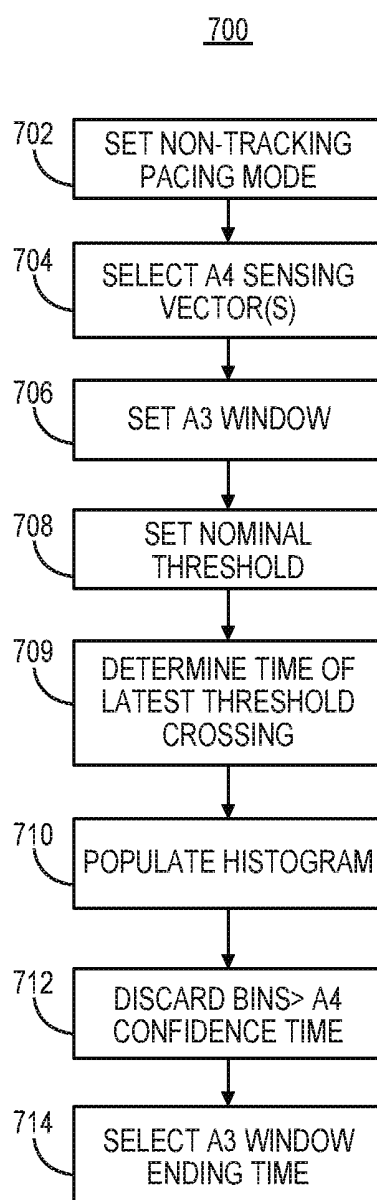 700
702
SET NON-TRACKING
PACING MODE
704
SELECT A4 SENSING
VECTOR(S)
706
SET A3 WINDOW
708
SET NOMINAL
THRESHOLD
709
DETERMINE TIME OF
LATEST THRESHOLD
CROSSING
710
POPULATE HISTOGRAM
712
DISCARD BINS> A4
CONFIDENCE TIME
714
SELECT A3 WINDOW
ENDING TIME